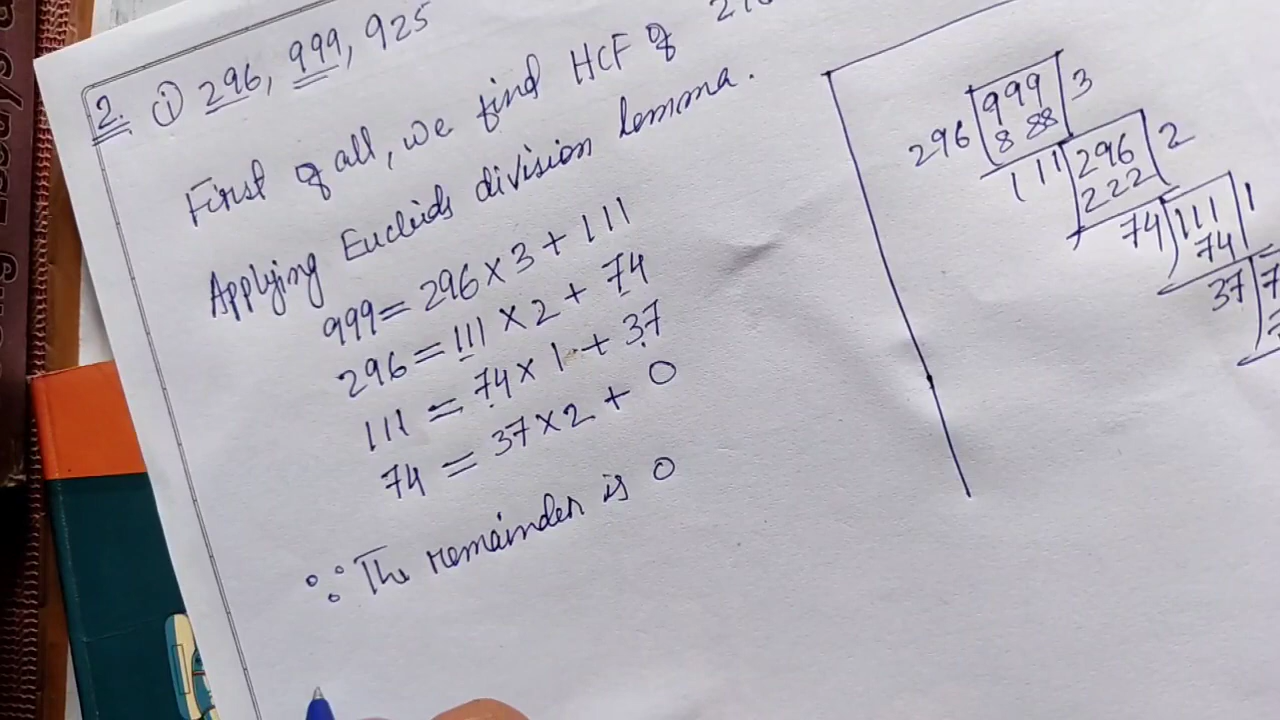 2. i 296, 999, 925
First of all, we find HCF of
Applying Euclids division lemma.
999 = 296 × 3 + 111
296 = 111 × 2 + 74
111 = 74 × 1 + 37
74 = 37 × 2 + 0
∵ The remainder is 0
296 999 3
888
111 296 2
222
74 111 1
74
37